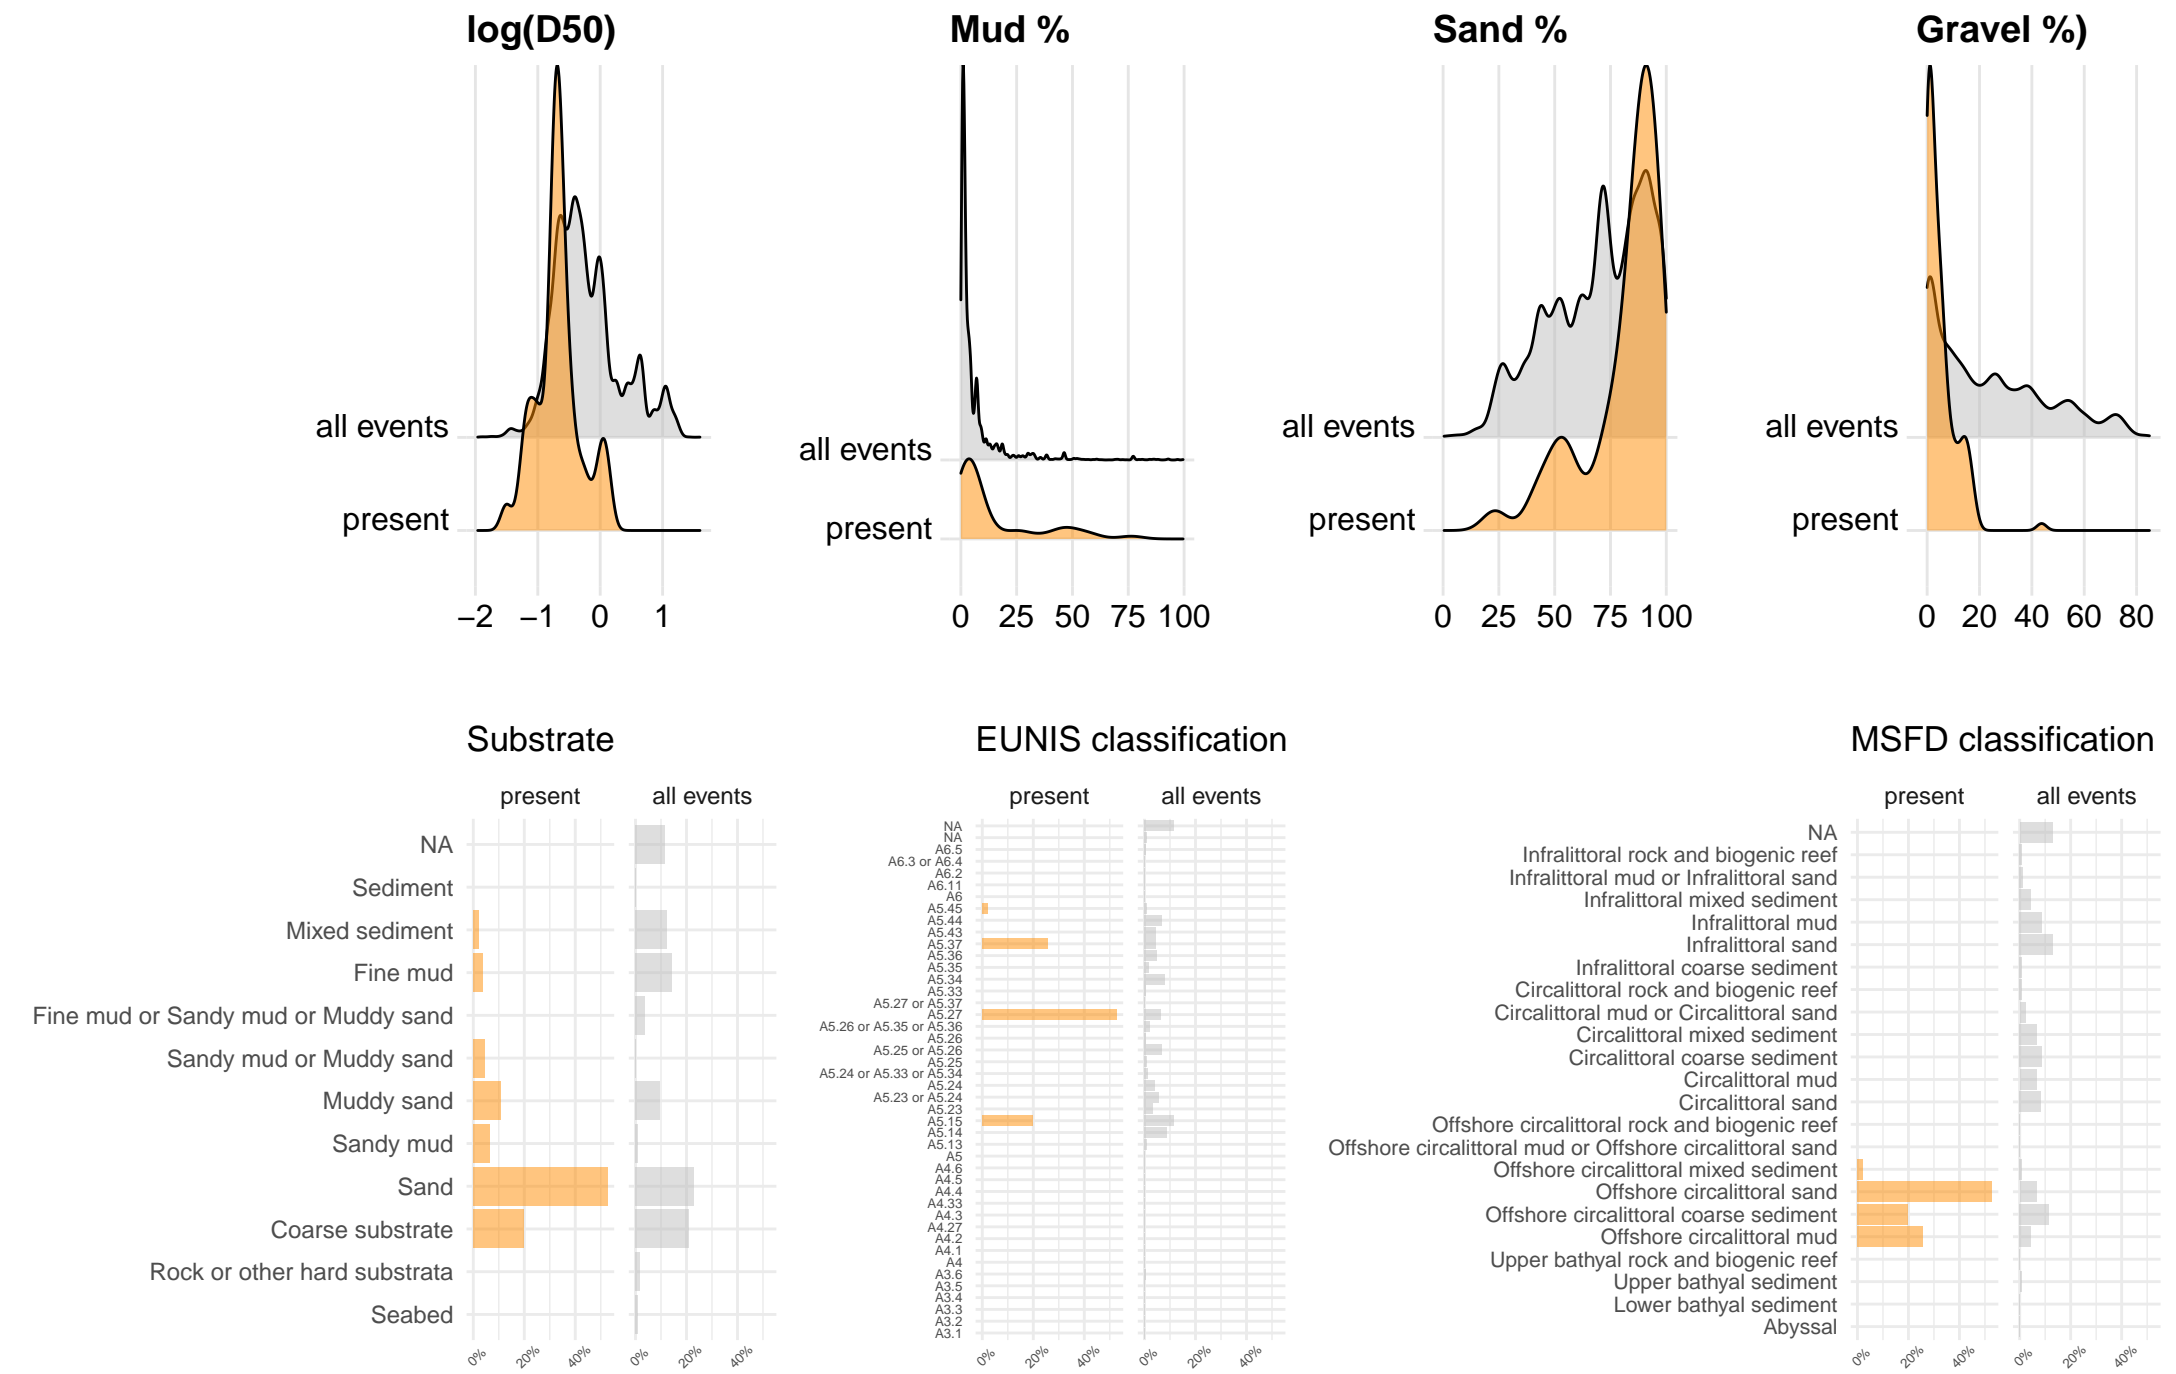 log(D50)
Mud %
Sand %
Gravel %)
all events
present
−2 −1 0 1
all events
present
0 25 50 75 100
all events
present
0 25 50 75 100
all events
present
0 20 40 60 80
Substrate
present all events
NA
Sediment
Mixed sediment
Fine mud
Fine mud or Sandy mud or Muddy sand
Sandy mud or Muddy sand
Muddy sand
Sandy mud
Sand
Coarse substrate
Rock or other hard substrata
Seabed
0% 20% 40% 0% 20% 40%
EUNIS classification
present all events
NA
NA
A6.5
A6.3 or A6.4
A6.2
A6.11
A6
A5.45
A5.44
A5.43
A5.37
A5.36
A5.35
A5.34
A5.33
A5.27 or A5.37
A5.27
A5.26 or A5.35 or A5.36
A5.26
A5.25 or A5.26
A5.25
A5.24 or A5.33 or A5.34
A5.24
A5.23 or A5.24
A5.23
A5.15
A5.14
A5.13
A5
A4.6
A4.5
A4.4
A4.33
A4.3
A4.27
A4.2
A4.1
A4
A3.6
A3.5
A3.4
A3.3
A3.2
A3.1
0% 20% 40% 0% 20% 40%
MSFD classification
present all events
NA
Infralittoral rock and biogenic reef
Infralittoral mud or Infralittoral sand
Infralittoral mixed sediment
Infralittoral mud
Infralittoral sand
Infralittoral coarse sediment
Circalittoral rock and biogenic reef
Circalittoral mud or Circalittoral sand
Circalittoral mixed sediment
Circalittoral coarse sediment
Circalittoral mud
Circalittoral sand
Offshore circalittoral rock and biogenic reef
Offshore circalittoral mud or Offshore circalittoral sand
Offshore circalittoral mixed sediment
Offshore circalittoral sand
Offshore circalittoral coarse sediment
Offshore circalittoral mud
Upper bathyal rock and biogenic reef
Upper bathyal sediment
Lower bathyal sediment
Abyssal
0% 20% 40% 0% 20% 40%